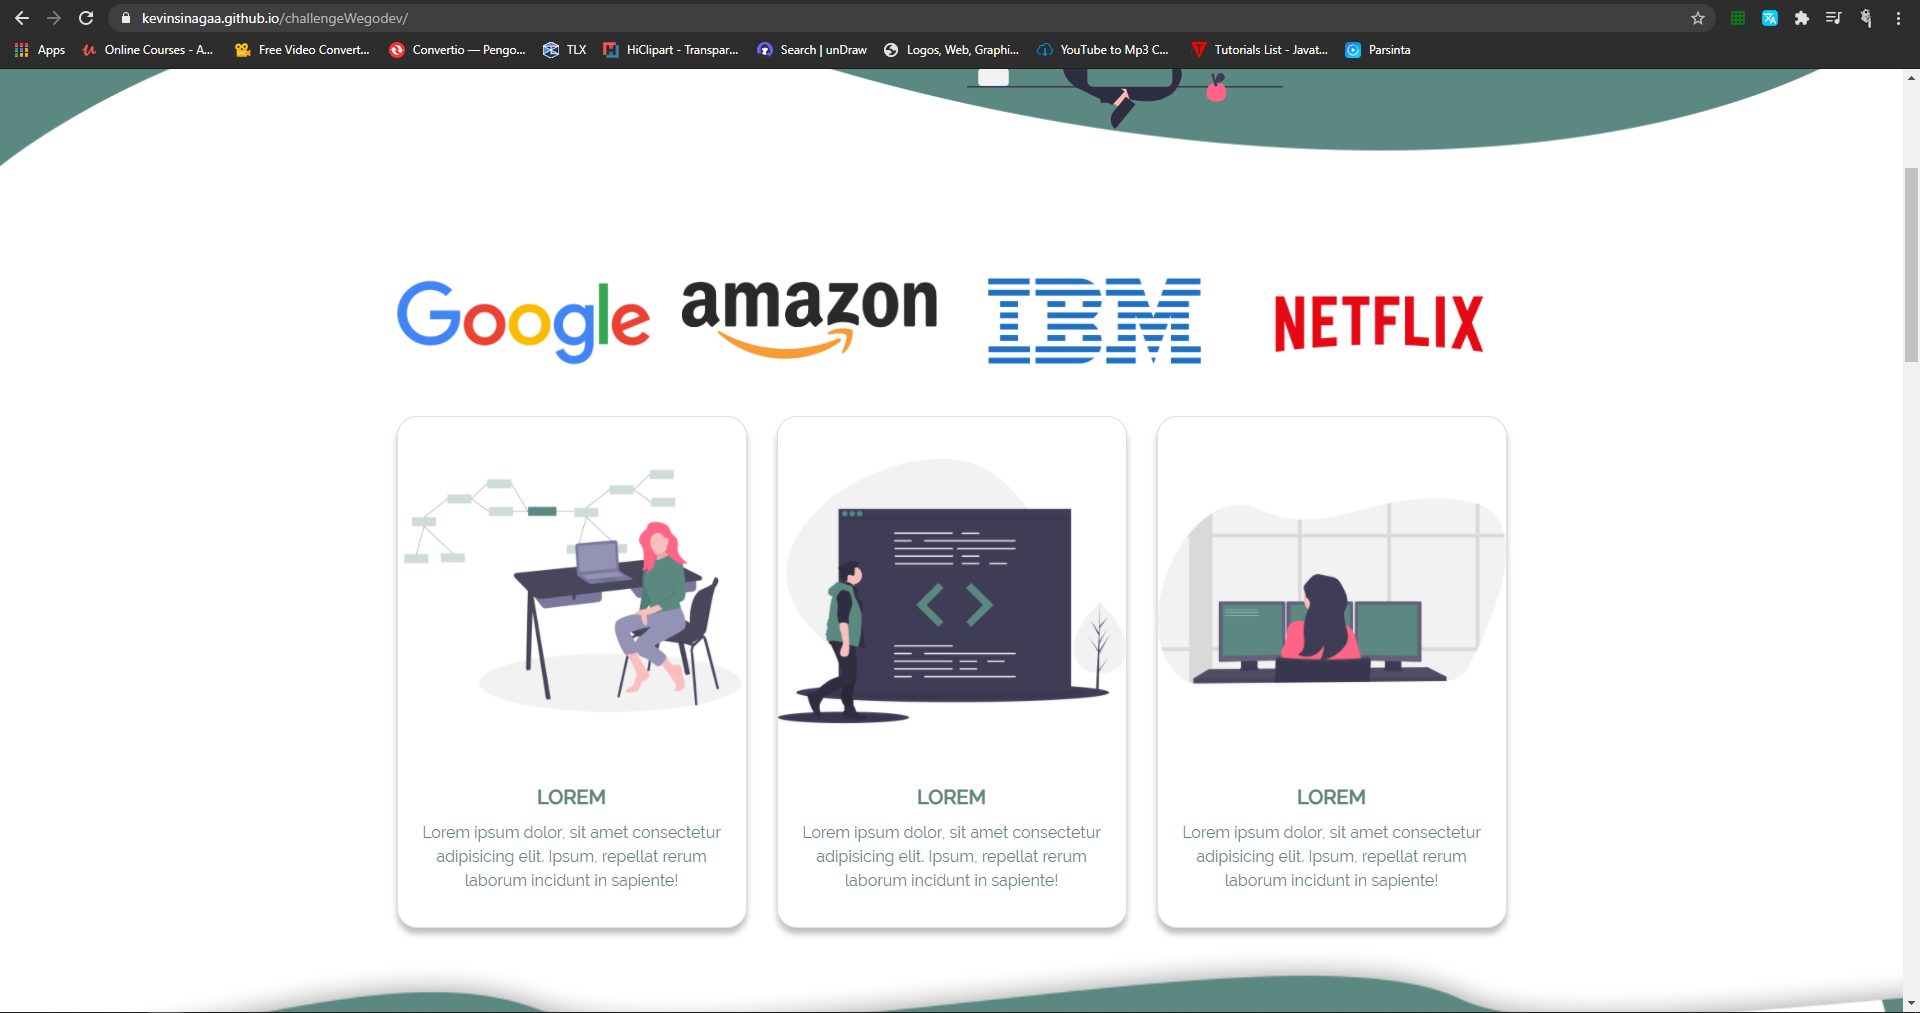 kevinsinagaa.github.io/challengeWegodev/
Apps Online Courses - A... Free Video Convert... Convertio — Pengo... TLX HiClipart - Transpar... Search | unDraw Logos, Web, Graphi... YouTube to Mp3 C... Tutorials List - Javat... Parsinta
Google amazon IBM NETFLIX
LOREM
Lorem ipsum dolor, sit amet consectetur
adipisicing elit. Ipsum, repellat rerum
laborum incidunt in sapiente!
LOREM
Lorem ipsum dolor, sit amet consectetur
adipisicing elit. Ipsum, repellat rerum
laborum incidunt in sapiente!
LOREM
Lorem ipsum dolor, sit amet consectetur
adipisicing elit. Ipsum, repellat rerum
laborum incidunt in sapiente!